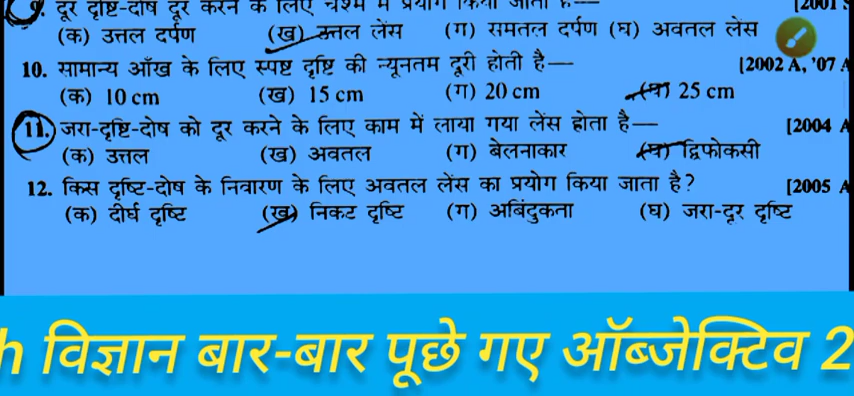 दूर दृष्टि-दोष दूर करने के लिए चश्मे में प्रयोग किया जाता है— [2001
(क) उत्तल दर्पण (ख) उत्तल लेंस (ग) समतल दर्पण (घ) अवतल लेंस
10. सामान्य आँख के लिए स्पष्ट दृष्टि की न्यूनतम दूरी होती है— [2002 A, '07 A
(क) 10 cm (ख) 15 cm (ग) 20 cm (घ) 25 cm
11. जरा-दृष्टि-दोष को दूर करने के लिए काम में लाया गया लेंस होता है— [2004 A
(क) उत्तल (ख) अवतल (ग) बेलनाकार (घ) द्विफोकसी
12. किस दृष्टि-दोष के निवारण के लिए अवतल लेंस का प्रयोग किया जाता है? [2005 A
(क) दीर्घ दृष्टि (ख) निकट दृष्टि (ग) अबिंदुकता (घ) जरा-दूर दृष्टि
h विज्ञान बार-बार पूछे गए ऑब्जेक्टिव 2